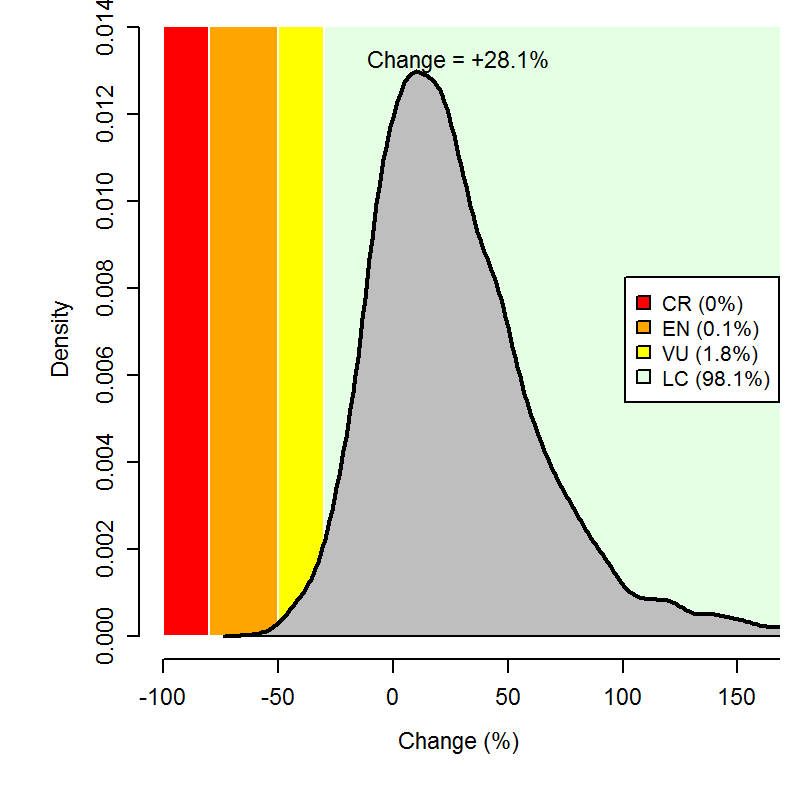 Change = +28.1%
0.014
0.012
0.010
0.008
0.006
0.004
0.002
0.000
Density
CR (0%)
EN (0.1%)
VU (1.8%)
LC (98.1%)
-100 -50 0 50 100 150
Change (%)